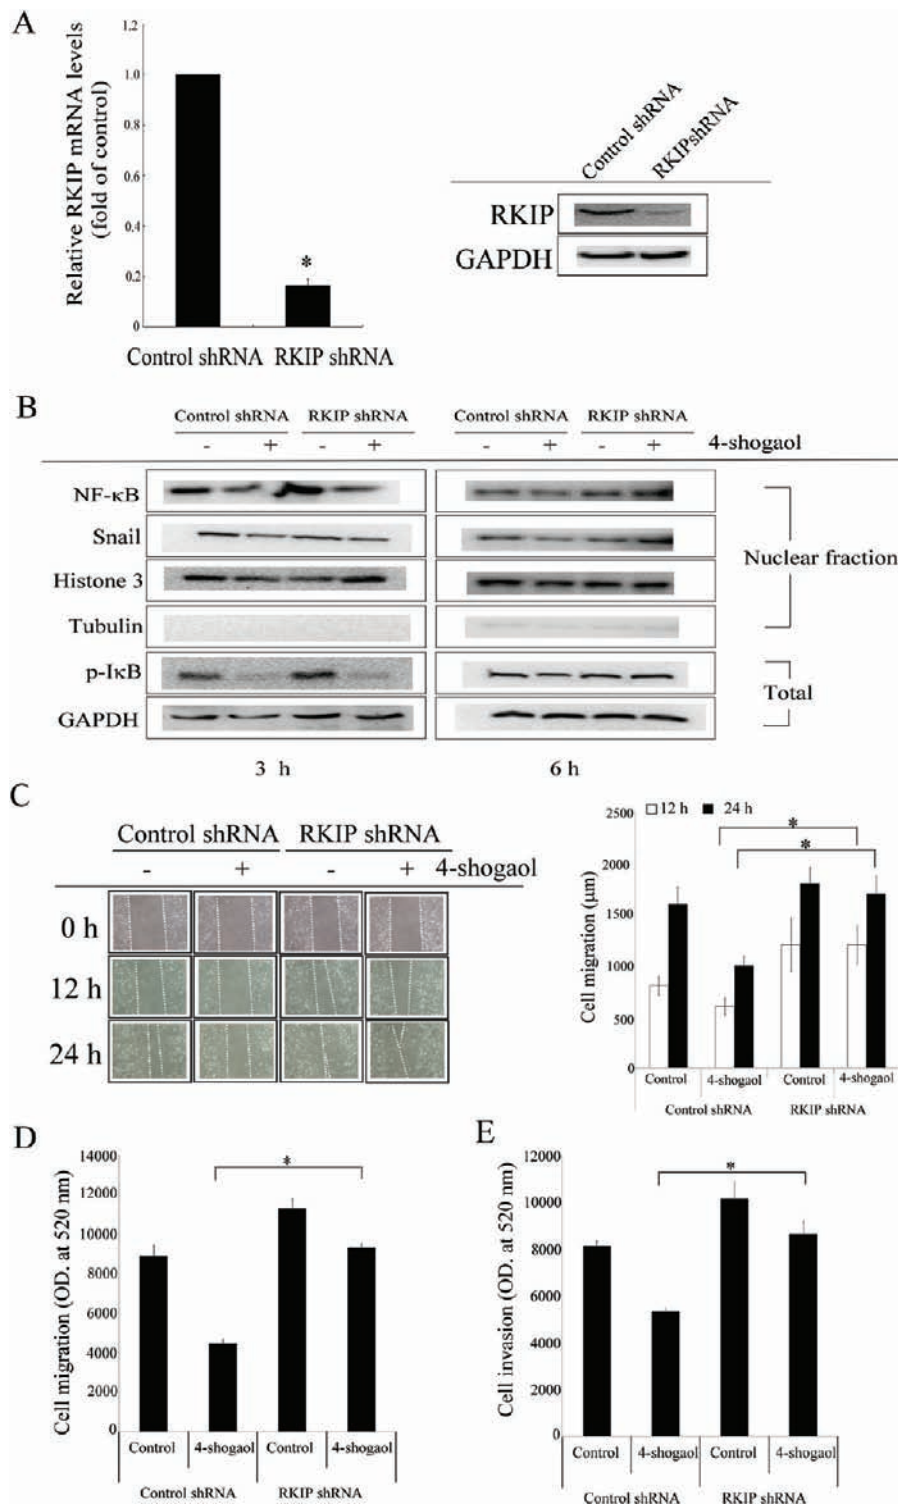 A
Relative RKIP mRNA levels
(fold of control)
1.2
1.0
0.8
0.6
0.4
0.2
0
*
Control shRNA RKIP shRNA
Control shRNA
RKIPshRNA
RKIP
GAPDH
B
Control shRNA RKIP shRNA Control shRNA RKIP shRNA
- + - + - + - + 4-shogaol
NF-κB
Snail
Histone 3
Tubulin
p-IκB
GAPDH
Nuclear fraction
Total
3 h 6h
C
Control shRNA RKIP shRNA
- + - + 4-shogaol
0 h
12 h
24 h
Cell migration (μm)
2500
2000
1500
1000
500
0
12 h 24 h
*
*
Control 4-shogaol Control 4-shogaol
Control shRNA RKIP shRNA
D
Cell migration (OD. at 520 nm)
14000
12000
10000
8000
6000
4000
2000
0
*
Control 4-shogaol Control 4-shogaol
Control shRNA RKIP shRNA
E
Cell invasion (OD. at 520 nm)
12000
10000
8000
6000
4000
2000
0
*
Control 4-shogaol Control 4-shogaol
Control shRNA RKIP shRNA